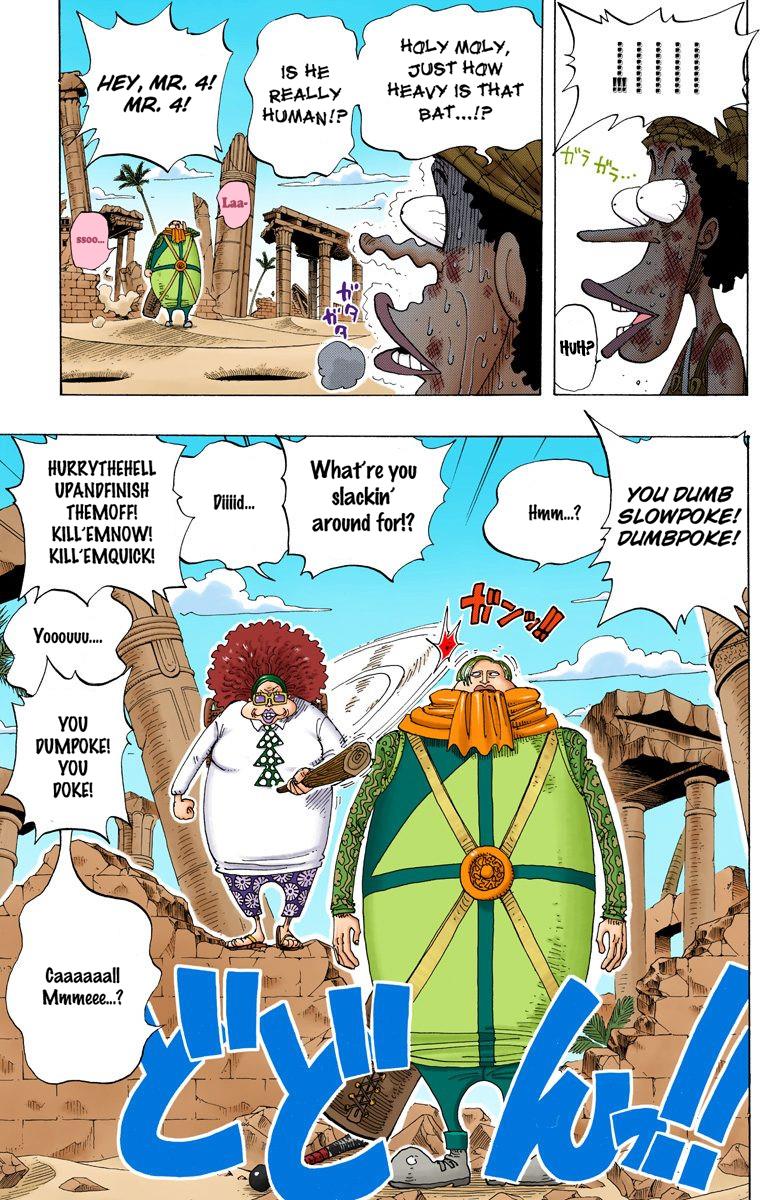 ...........................!!!!
ガラガラ...
HUH?
HOLY MOLY,
JUST HOW
HEAVY IS THAT
BAT...!?
IS HE
REALLY
HUMAN!?
HEY, MR. 4!
MR. 4!
Laa-
ssoo...
ガタ
ガタ
YOU DUMB
SLOWPOKE!
DUMBPOKE!
Hmm...?
What're you
slackin'
around for!?
Diiiid...
HURRYTHEHELL
UPANDFINISH
THEMOFF!
KILL'EMNOW!
KILL'EMQUICK!
Yooouuu....
YOU
DUMPOKE!
YOU
DOKE!
Caaaaaall
Mmmeee...?
ガンッ!!
どどんっ!!